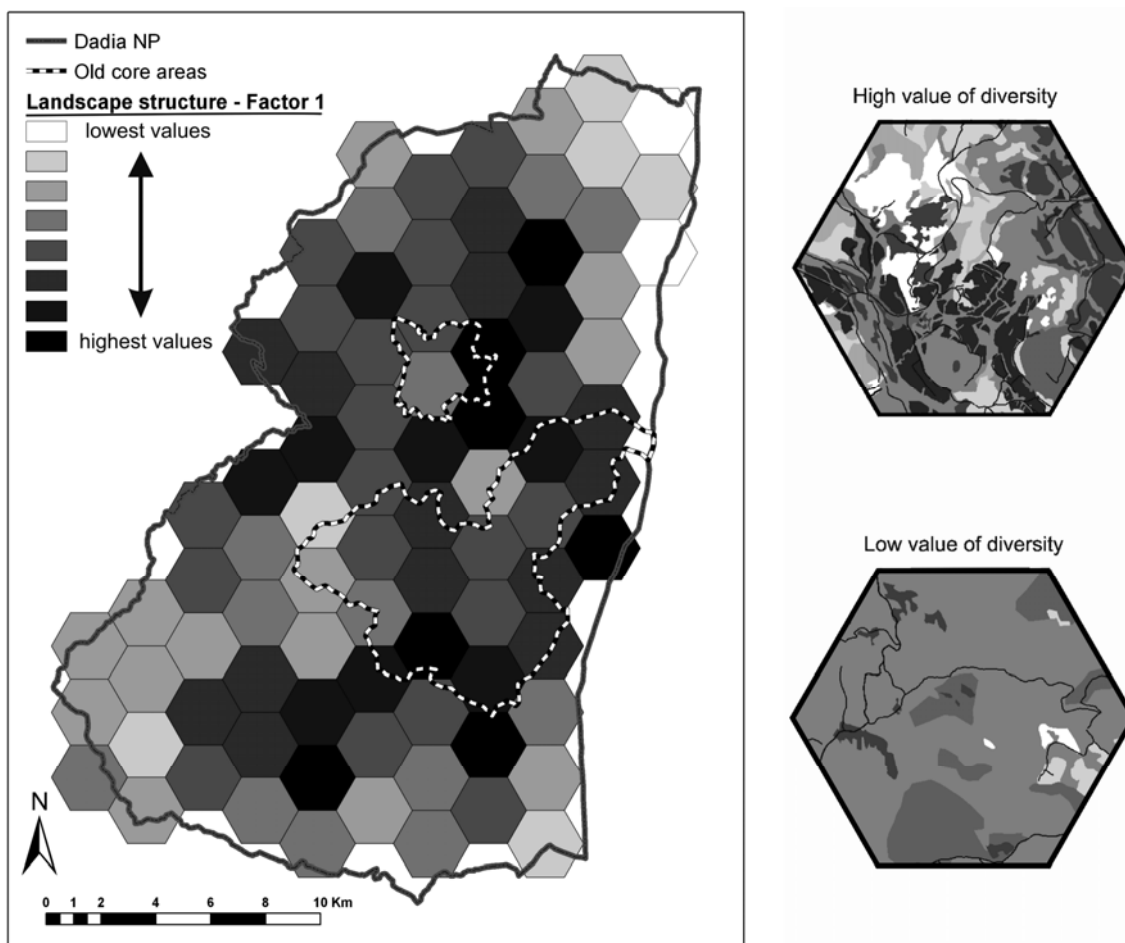 Dadia NP
Old core areas
Landscape structure - Factor 1
lowest values
highest values
N
0 1 2 4 6 8 10 Km
High value of diversity
Low value of diversity